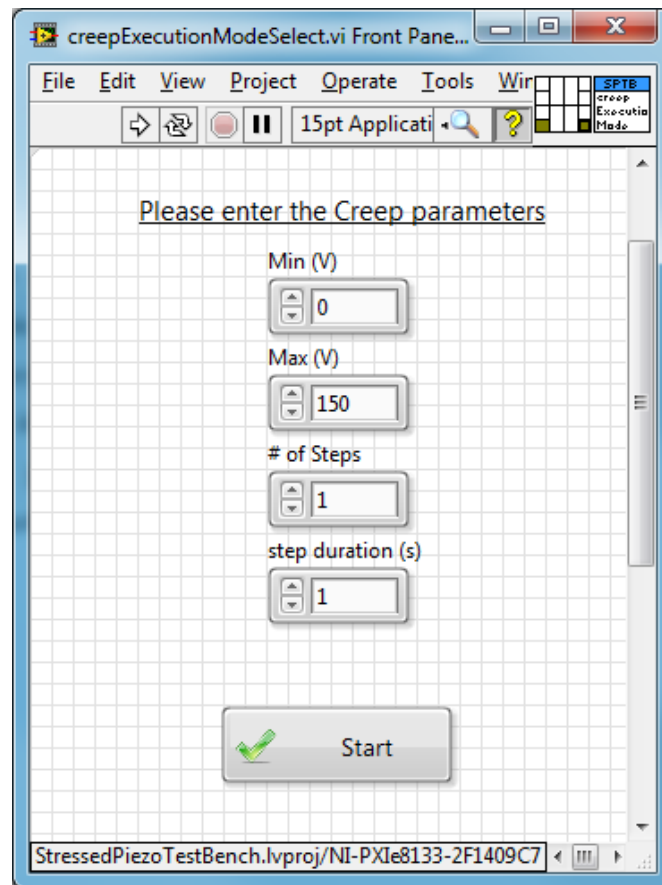 creepExecutionModeSelect.vi Front Pane...
File Edit View Project Operate Tools Wir
15pt Applicati
SPTB
creep
Executio
Mode
Please enter the Creep parameters
Min (V)
0
Max (V)
150
# of Steps
1
step duration (s)
1
Start
StressedPiezoTestBench.lvproj/NI-PXIe8133-2F1409C7